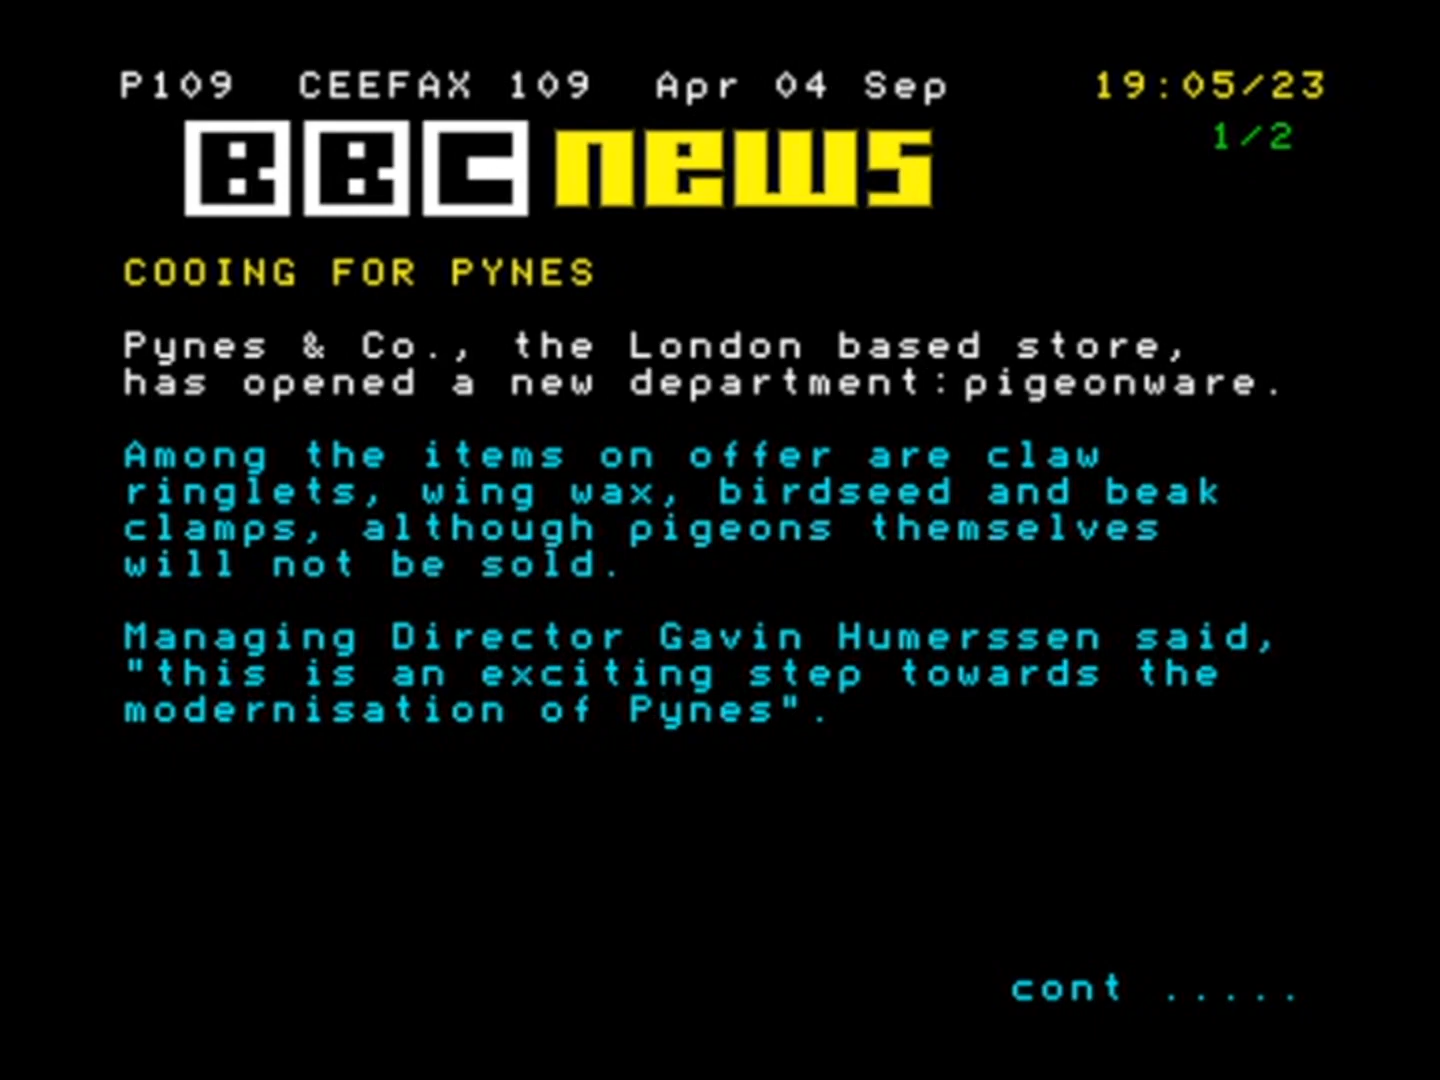 P109 CEEFAX 109 Apr 04 Sep 19:05/23
1/2
BBC news
COOING FOR PYNES
Pynes & Co., the London based store,
has opened a new department:pigeonware.
Among the items on offer are claw
ringlets, wing wax, birdseed and beak
clamps, although pigeons themselves
will not be sold.
Managing Director Gavin Humerssen said,
"this is an exciting step towards the
modernisation of Pynes".
cont .....